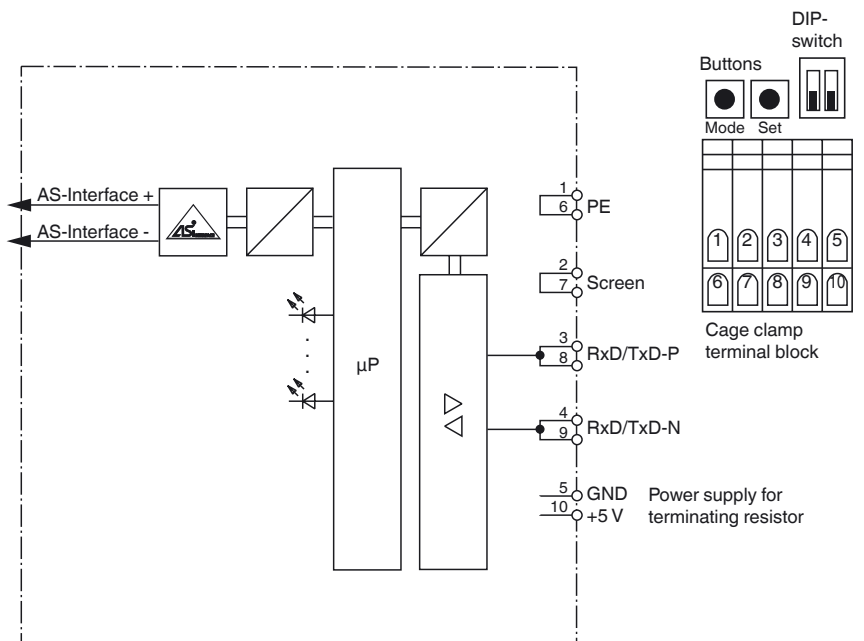 DIP-
switch
Buttons
Mode Set
AS-Interface +
AS-Interface -
1
6
PE
2
7
Screen
3
8
RxD/TxD-P
4
9
RxD/TxD-N
5
10
GND
+5 V
Power supply for
terminating resistor
µP
1 2 3 4 5
6 7 8 9 10
Cage clamp
terminal block